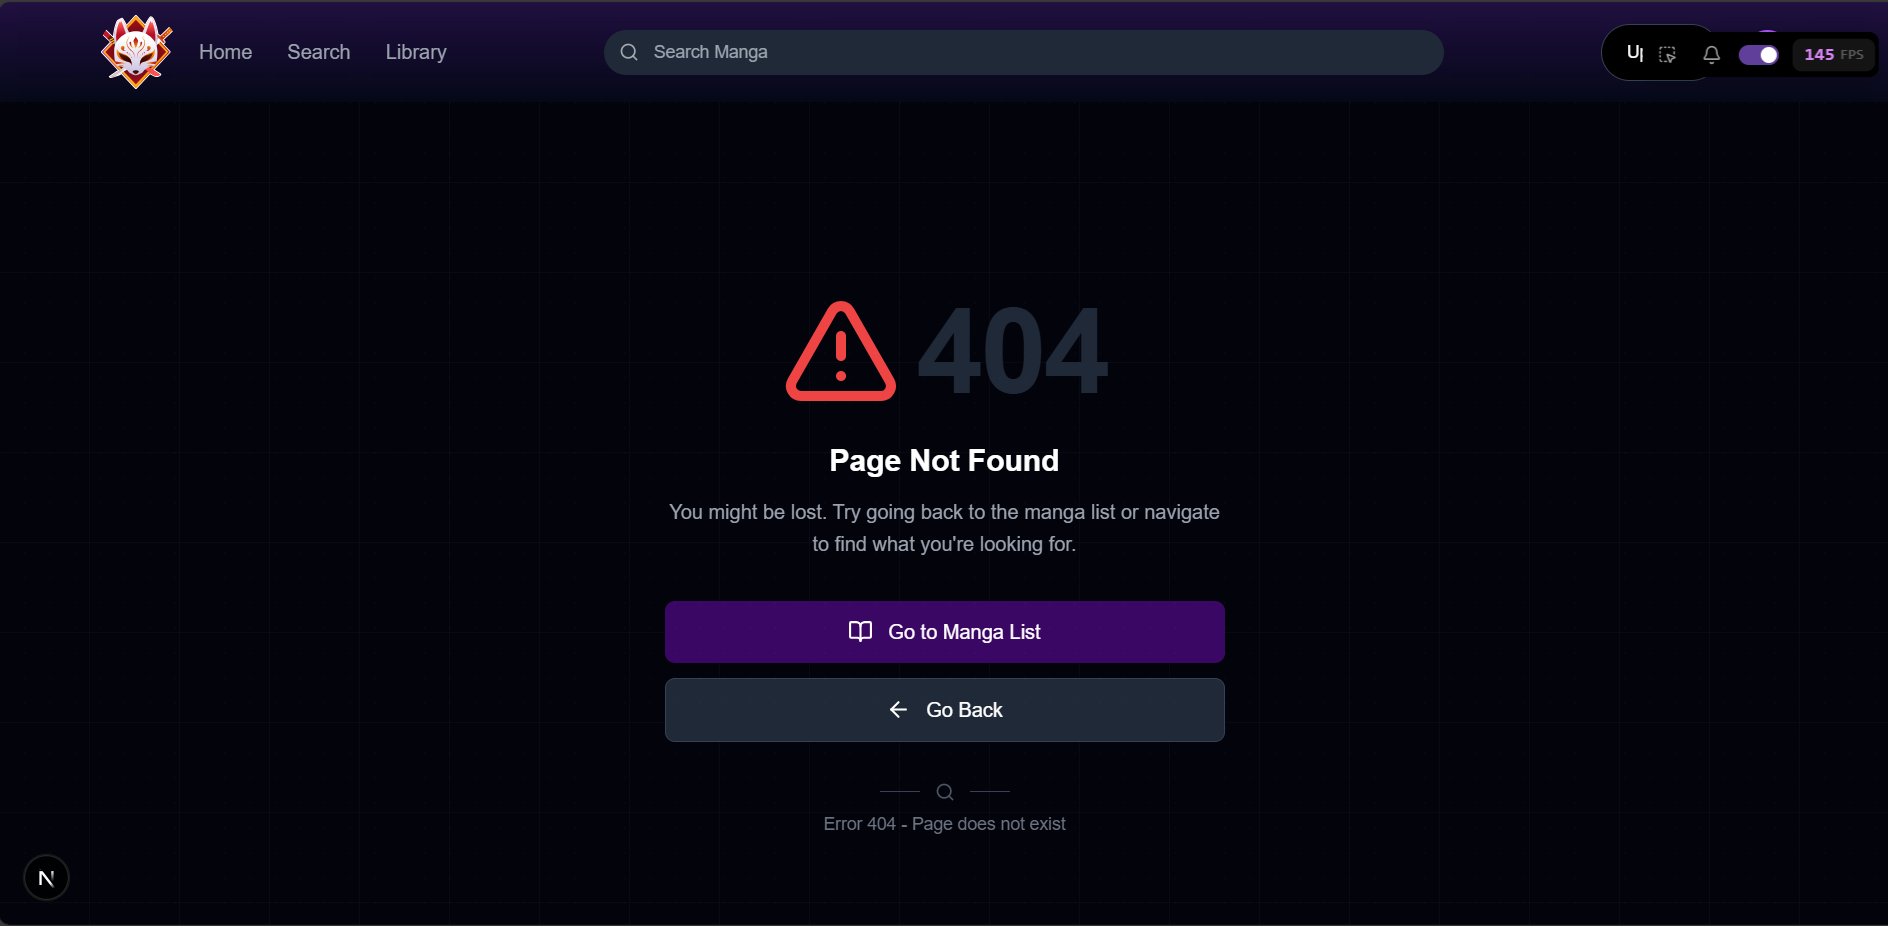 Home
Search
Library
Search Manga
145 FPS
404
Page Not Found
You might be lost. Try going back to the manga list or navigate
to find what you're looking for.
Go to Manga List
Go Back
Error 404 - Page does not exist
N